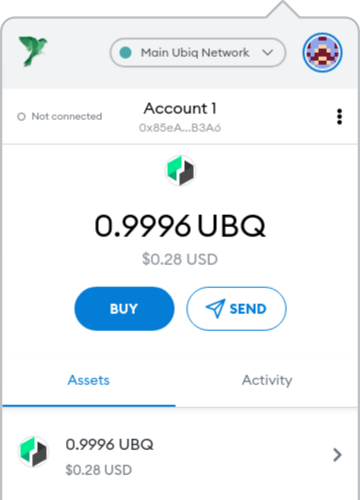 Main Ubiq Network
Not connected
Account 1
0x85eA...B3A6
0.9996 UBQ
$0.28 USD
BUY
SEND
Assets
Activity
0.9996 UBQ
$0.28 USD